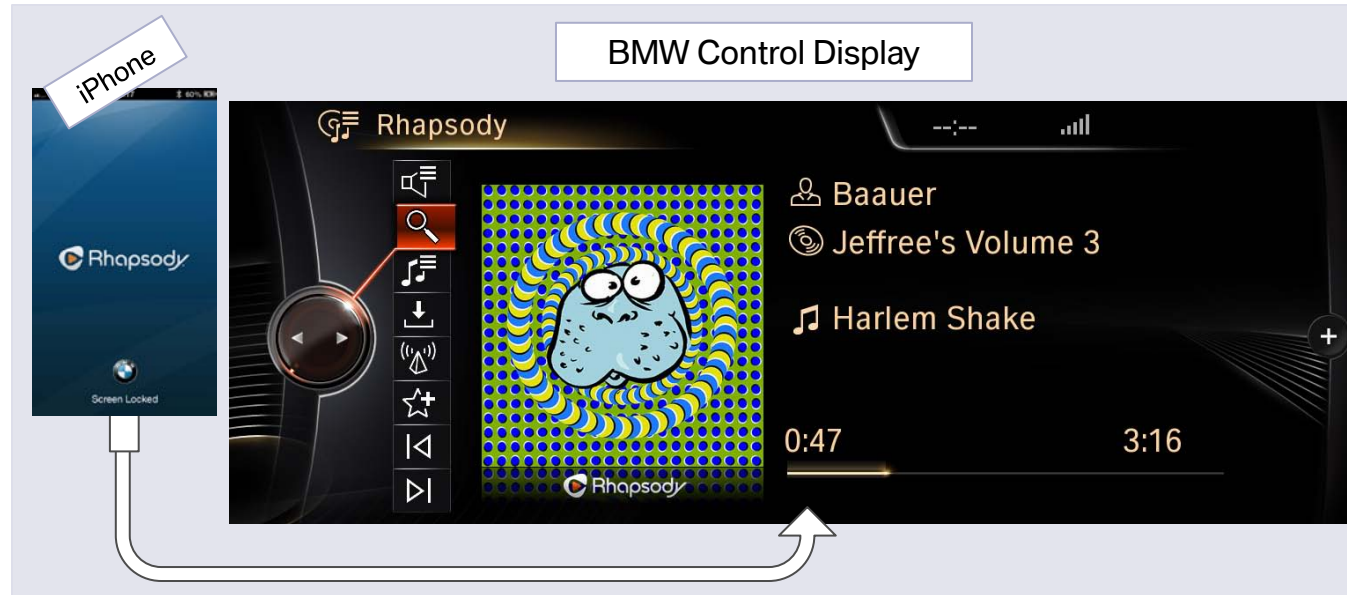 iPhone
BMW Control Display
60%
Rhapsody
Screen Locked
Rhapsody
--:--
Baauer
Jeffree's Volume 3
Harlem Shake
0:47
3:16
Rhapsody